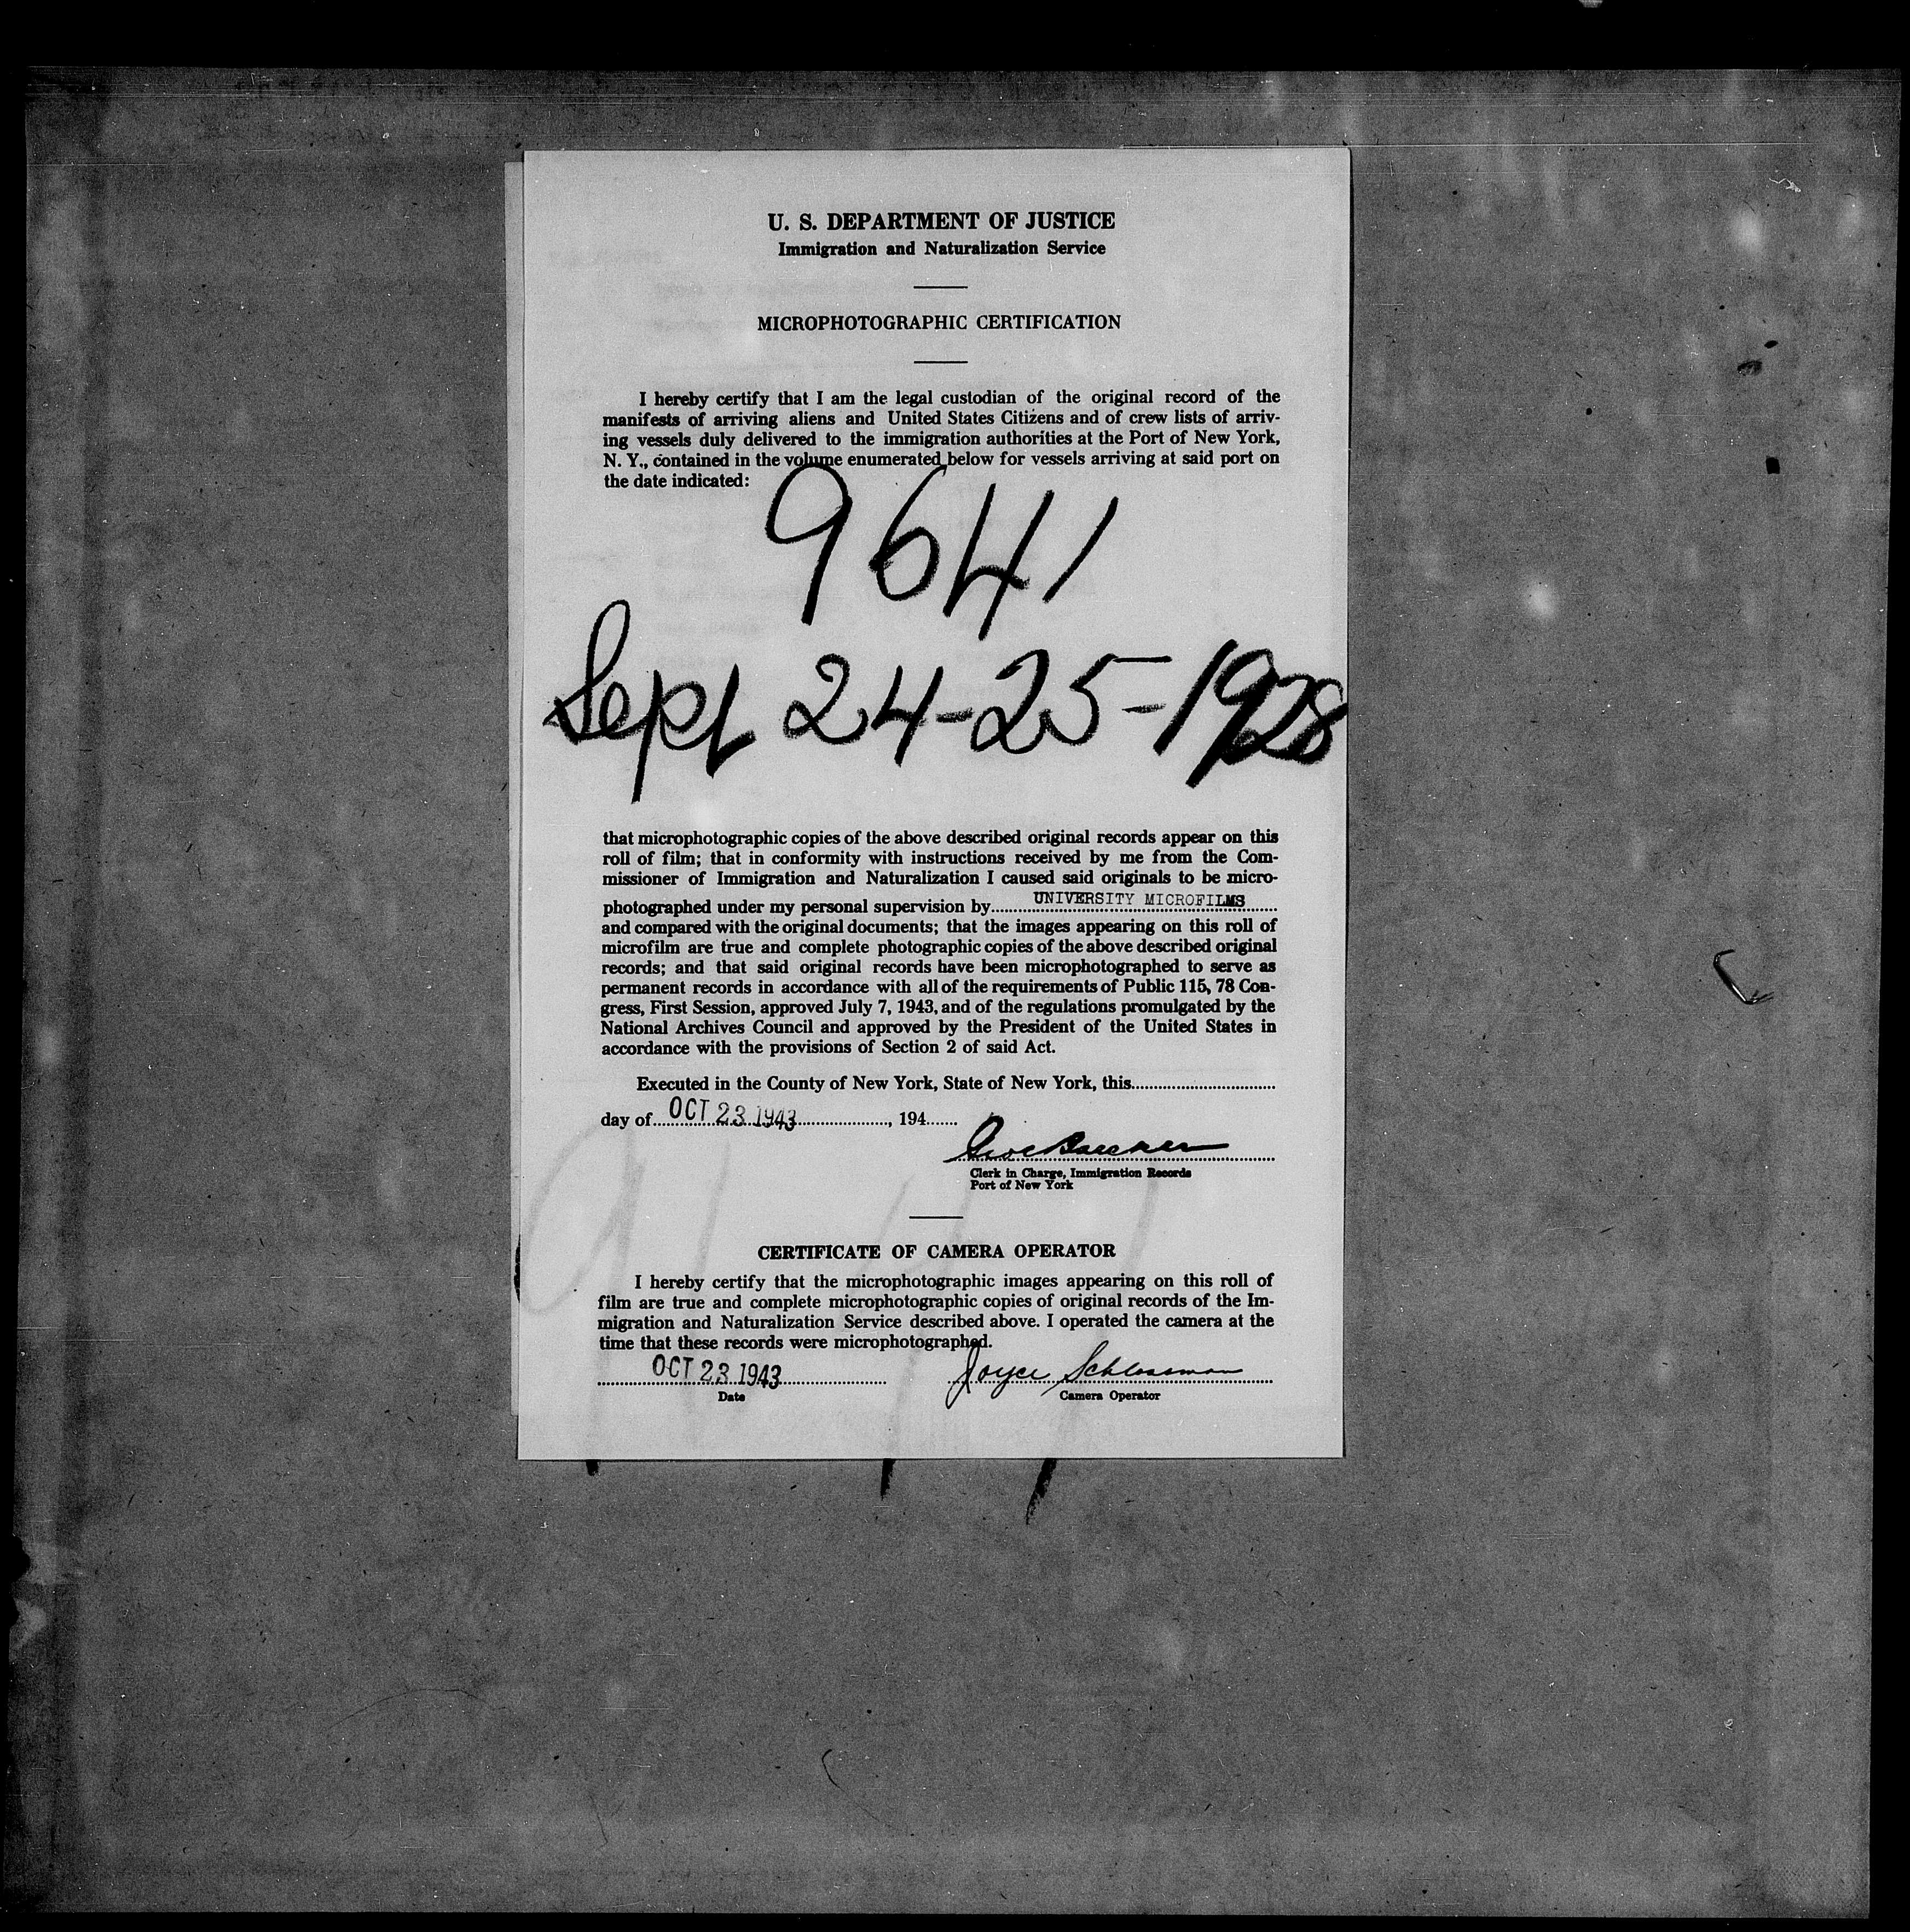 U. S. DEPARTMENT OF JUSTICE
Immigration and Naturalization Service
MICROPHOTOGRAPHIC CERTIFICATION
I hereby certify that I am the legal custodian of the original record of the
manifests of arriving aliens and United States Citizens and of crew lists of arriv-
ing vessels duly delivered to the immigration authorities at the Port of New York,
N. Y., contained in the volume enumerated below for vessels arriving at said port on
the date indicated:
9641
Sept 24-25-1928
that microphotographic copies of the above described original records appear on this
roll of film; that in conformity with instructions received by me from the Com-
missioner of Immigration and Naturalization I caused said originals to be micro-
photographed under my personal supervision by UNIVERSITY MICROFILMS
and compared with the original documents; that the images appearing on this roll of
microfilm are true and complete photographic copies of the above described original
records; and that said original records have been microphotographed to serve as
permanent records in accordance with all of the requirements of Public 115, 78 Con-
gress, First Session, approved July 7, 1943, and of the regulations promulgated by the
National Archives Council and approved by the President of the United States in
accordance with the provisions of Section 2 of said Act.
Executed in the County of New York, State of New York, this
day of OCT 23 1943, 194
Clerk in Charge, Immigration Records
Port of New York
CERTIFICATE OF CAMERA OPERATOR
I hereby certify that the microphotographic images appearing on this roll of
film are true and complete microphotographic copies of original records of the Im-
migration and Naturalization Service described above. I operated the camera at the
time that these records were microphotographed.
OCT 23 1943 Joyce Schlossman
Date Camera Operator